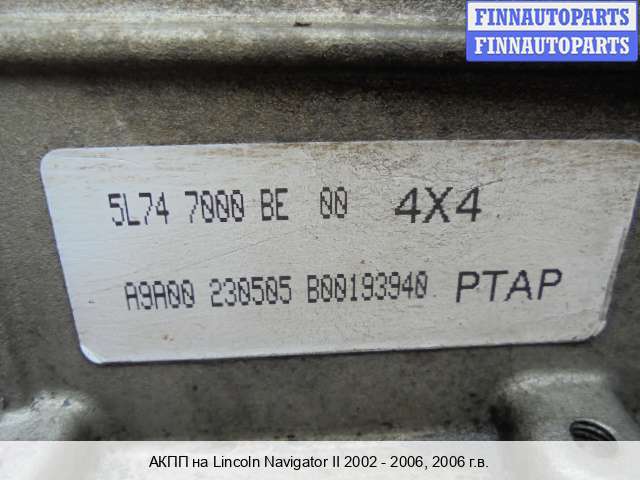 FINNAUTOPARTS
FINNAUTOPARTS
5L74 7000 BE 00 4X4
A9A00 230505 B00193940 PTAP
АКПП на Lincoln Navigator II 2002 - 2006, 2006 г.в.